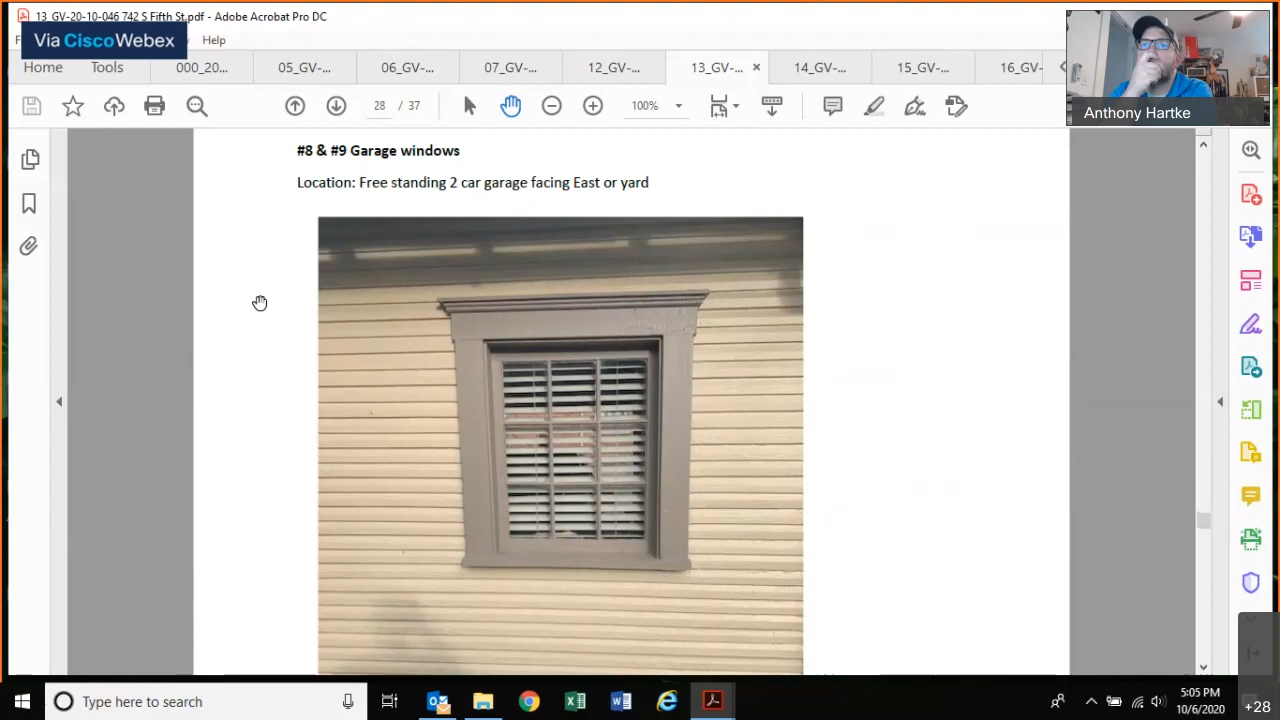 13_GV-20-10-046 742 S Fifth St.pdf - Adobe Acrobat Pro DC
Via CiscoWebex
Help
Home Tools 000_20... 05_GV-... 06_GV-... 07_GV-... 12_GV-... 13_GV-... 14_GV-... 15_GV-... 16_GV-
28 / 37 100%
Anthony Hartke
#8 & #9 Garage windows
Location: Free standing 2 car garage facing East or yard
Type here to search
5:05 PM
10/6/2020
+28